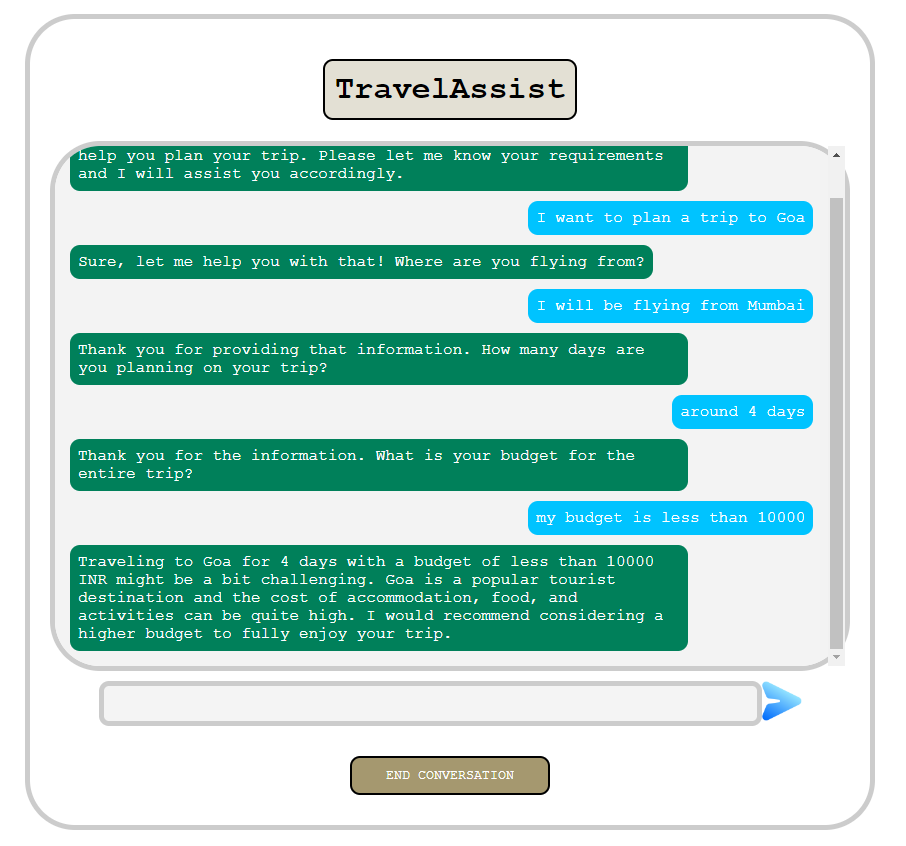 TravelAssist
help you plan your trip. Please let me know your requirements
and I will assist you accordingly.
I want to plan a trip to Goa
Sure, let me help you with that! Where are you flying from?
I will be flying from Mumbai
Thank you for providing that information. How many days are
you planning on your trip?
around 4 days
Thank you for the information. What is your budget for the
entire trip?
my budget is less than 10000
Traveling to Goa for 4 days with a budget of less than 10000
INR might be a bit challenging. Goa is a popular tourist
destination and the cost of accommodation, food, and
activities can be quite high. I would recommend considering a
higher budget to fully enjoy your trip.
END CONVERSATION